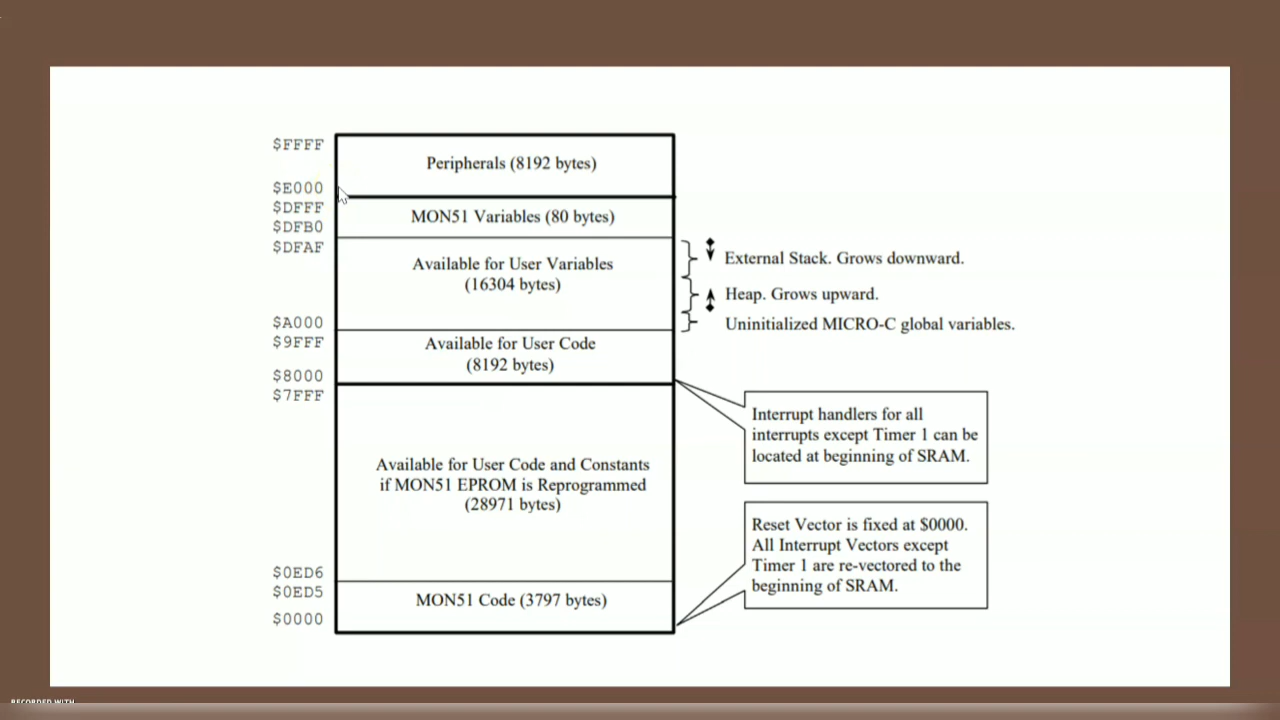 $FFFF
Peripherals (8192 bytes)
$E000
$DFFF
MON51 Variables (80 bytes)
$DFB0
$DFAF
Available for User Variables
(16304 bytes)
External Stack. Grows downward.
Heap. Grows upward.
Uninitialized MICRO-C global variables.
$A000
$9FFF
Available for User Code
(8192 bytes)
$8000
$7FFF
Interrupt handlers for all
interrupts except Timer 1 can be
located at beginning of SRAM.
Available for User Code and Constants
if MON51 EPROM is Reprogrammed
(28971 bytes)
Reset Vector is fixed at $0000.
All Interrupt Vectors except
Timer 1 are re-vectored to the
beginning of SRAM.
$0ED6
$0ED5
MON51 Code (3797 bytes)
$0000
RECORDED WITH